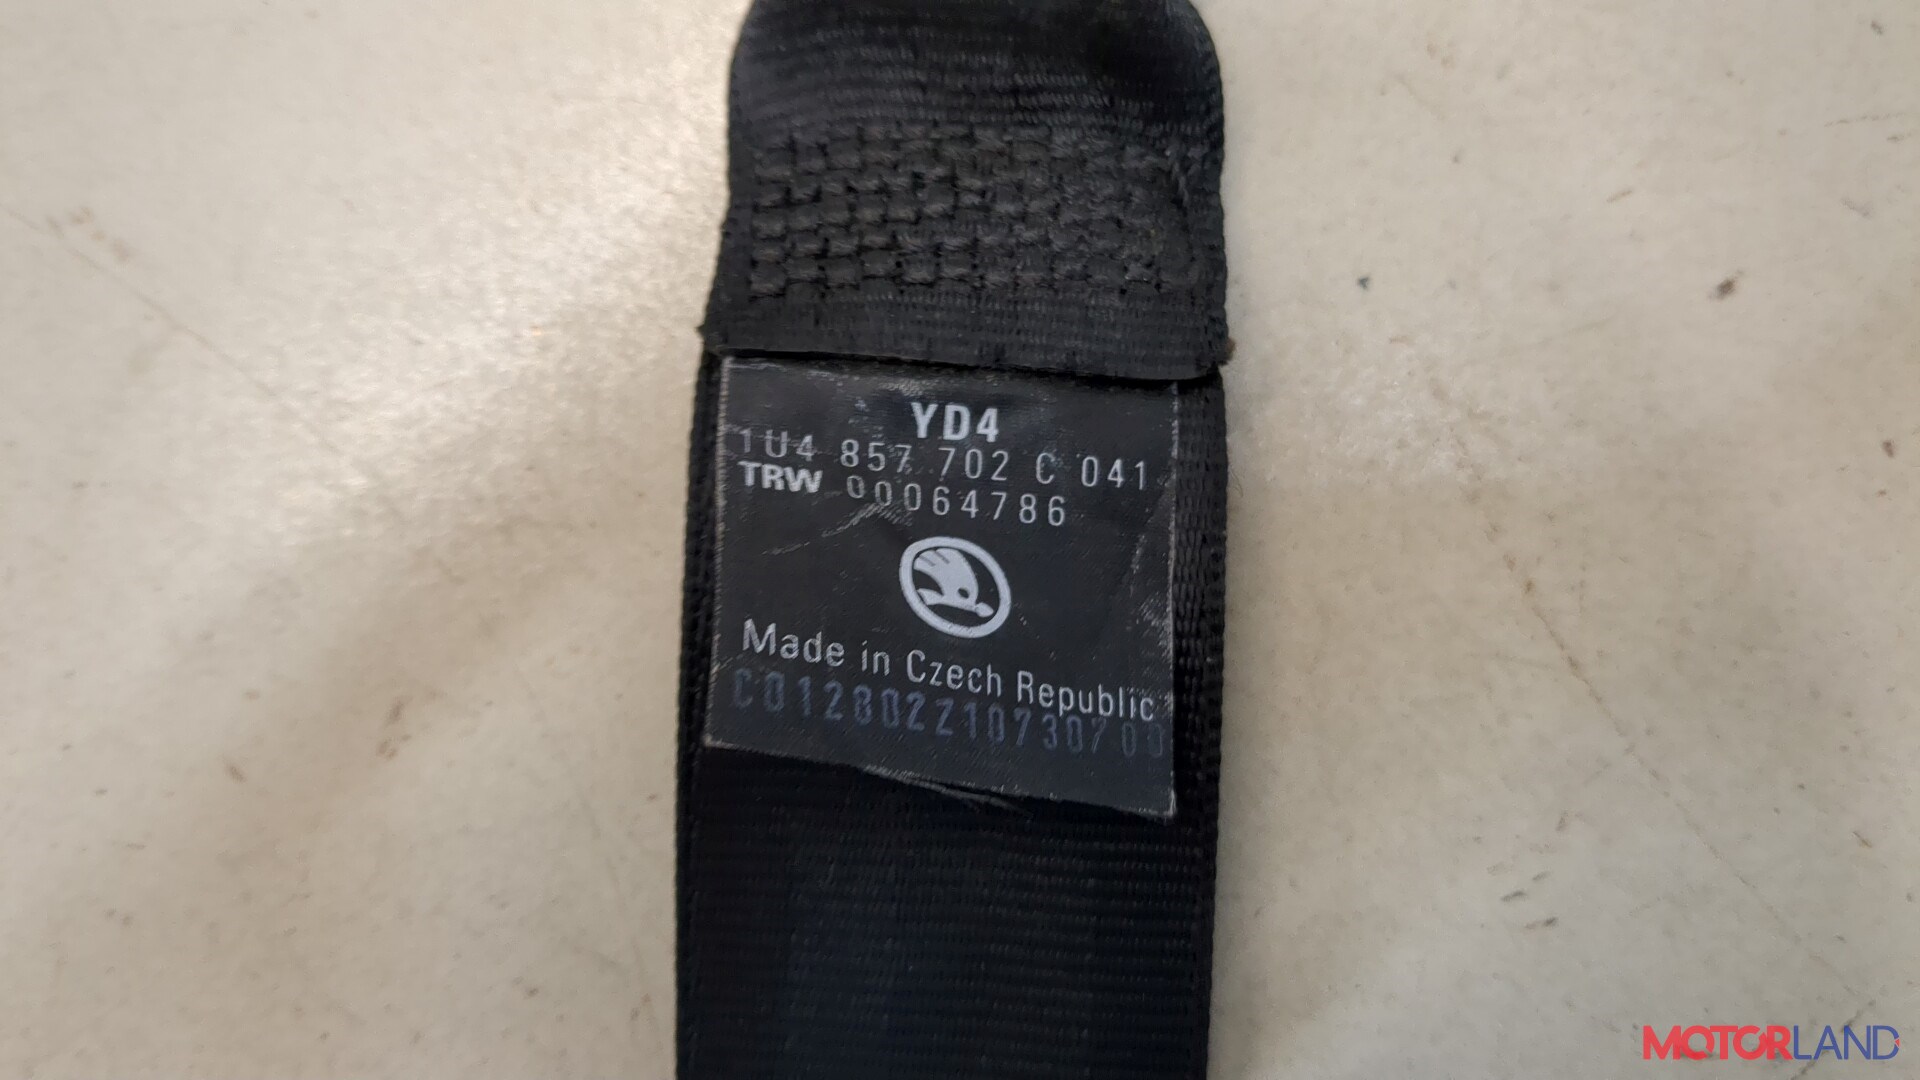 YD4
1U4 857 702 C 041
TRW 00064786
Made in Czech Republic
MOTORLAND